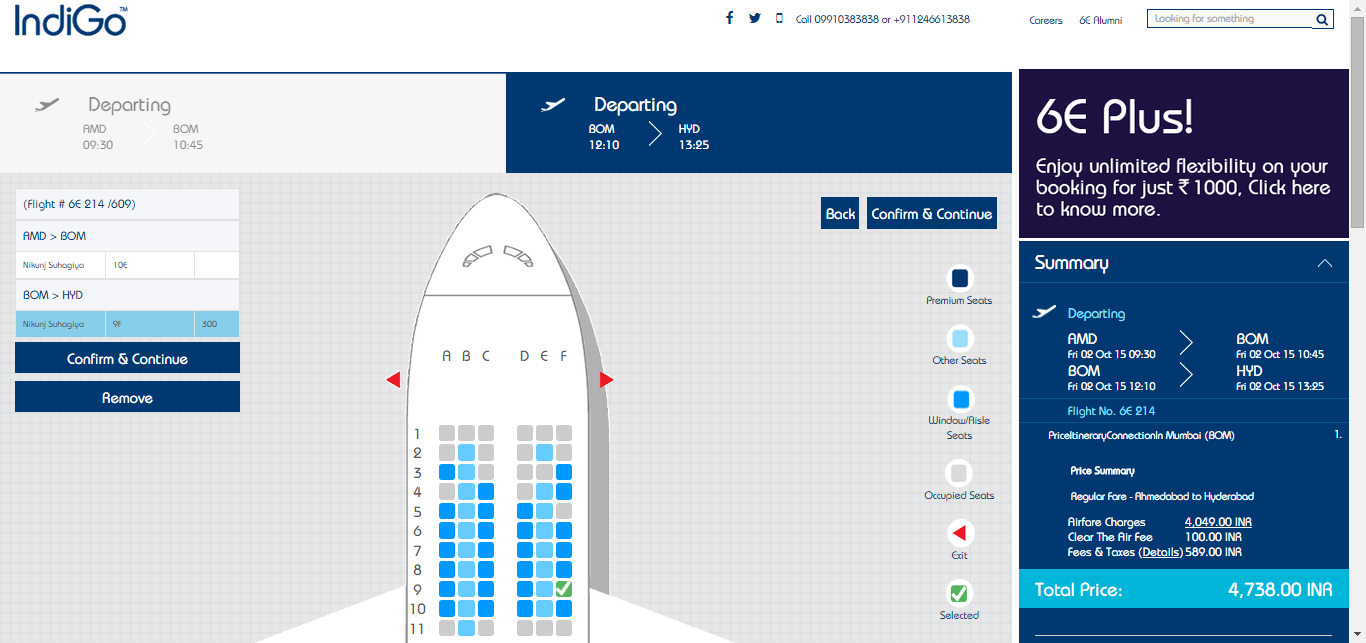 IndiGo™
Call 09910383838 or +911246613838
Careers
6E Alumni
Looking for something
Departing
AMD BOM
09:30 10:45
Departing
BOM HYD
12:10 13:25
(Flight # 6E 214 /609)
AMD > BOM
Nikunj Suhagiya 10E
BOM > HYD
Nikunj Suhagiya 9F 300
Confirm & Continue
Remove
Back
Confirm & Continue
A B C D E F
1
2
3
4
5
6
7
8
9
10
11
Premium Seats
Other Seats
Window/Aisle
Seats
Occupied Seats
Exit
Selected
6E Plus!
Enjoy unlimited flexibility on your
booking for just ₹ 1000, Click here
to know more.
Summary
Departing
AMD BOM
Fri 02 Oct 15 09:30 Fri 02 Oct 15 10:45
BOM HYD
Fri 02 Oct 15 12:10 Fri 02 Oct 15 13:25
Flight No. 6E 214
PriceItineraryConnectionIn Mumbai (BOM) 1.
Price Summary
Regular Fare - Ahmedabad to Hyderabad
Airfare Charges 4,049.00 INR
Clear The Air Fee 100.00 INR
Fees & Taxes (Details) 589.00 INR
Total Price: 4,738.00 INR